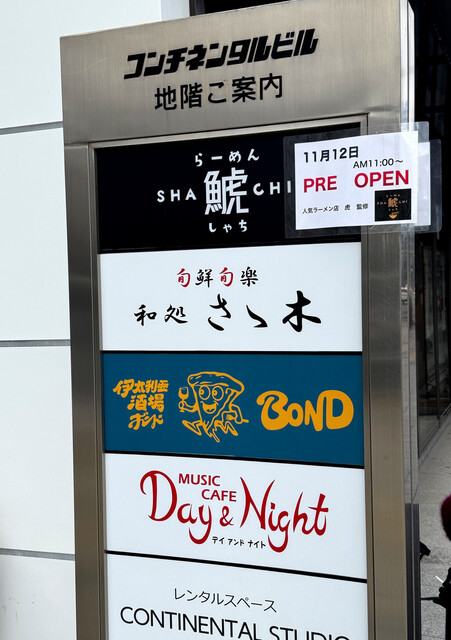 コンチネンタルビル
地階ご案内
らーめん
SHA 鯱 CHI
しゃち
11月12日
AM11:00～
PRE OPEN
人気ラーメン店 虎 監修
旬鮮旬楽
和処 さゝ木
伊太利亜
酒場
ボンド
BOND
MUSIC
CAFE
Day & Night
デイ アンド ナイト
レンタルスペース
CONTINENTAL STUDIO